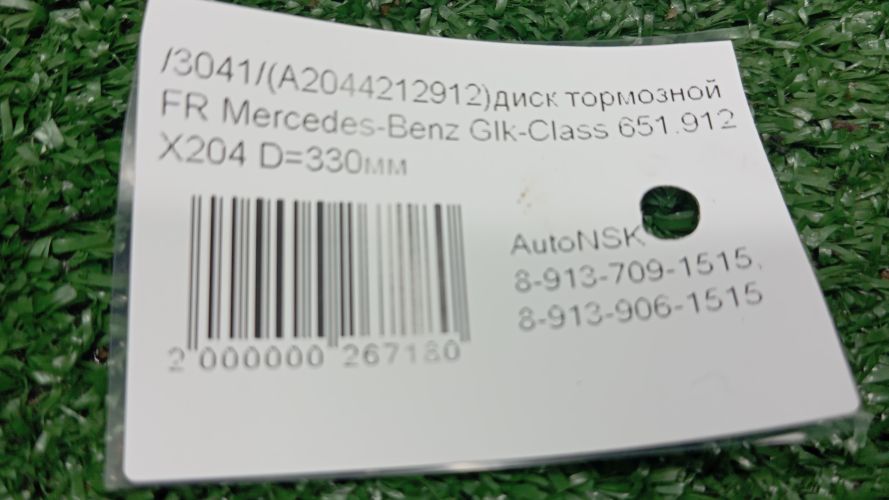 /3041/(A2044212912)диск тормозной
FR Mercedes-Benz Glk-Class 651.912
X204 D=330мм
AutoNSK
8-913-709-1515,
8-913-906-1515
2 000000 267180